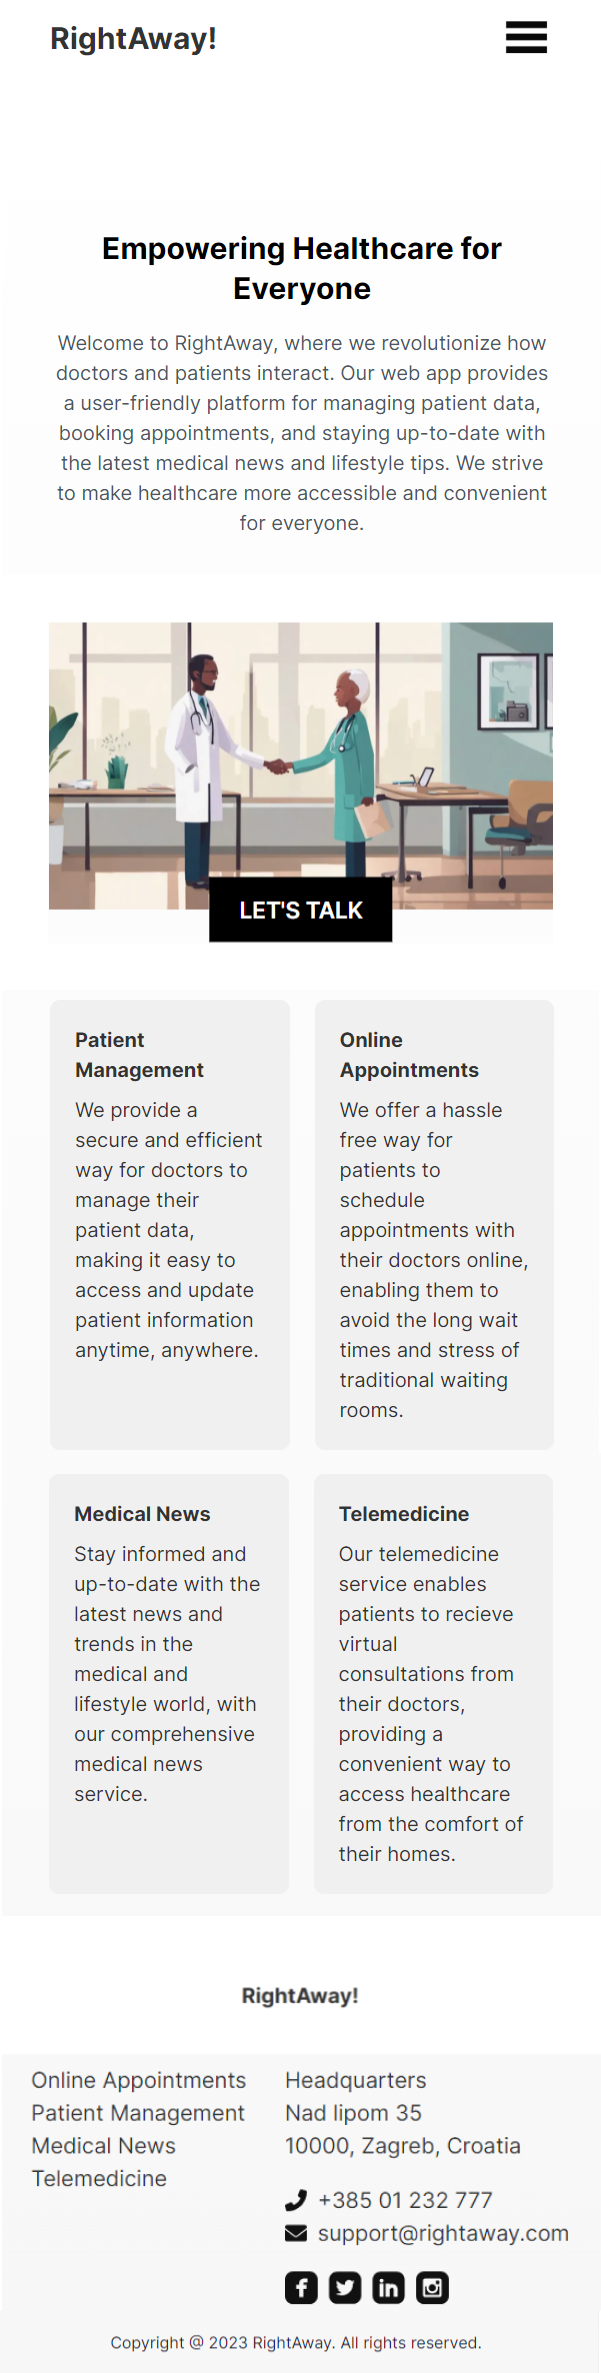 RightAway!
Empowering Healthcare for
Everyone
Welcome to RightAway, where we revolutionize how
doctors and patients interact. Our web app provides
a user-friendly platform for managing patient data,
booking appointments, and staying up-to-date with
the latest medical news and lifestyle tips. We strive
to make healthcare more accessible and convenient
for everyone.
LET'S TALK
Patient
Management
We provide a
secure and efficient
way for doctors to
manage their
patient data,
making it easy to
access and update
patient information
anytime, anywhere.
Online
Appointments
We offer a hassle
free way for
patients to
schedule
appointments with
their doctors online,
enabling them to
avoid the long wait
times and stress of
traditional waiting
rooms.
Medical News
Stay informed and
up-to-date with the
latest news and
trends in the
medical and
lifestyle world, with
our comprehensive
medical news
service.
Telemedicine
Our telemedicine
service enables
patients to recieve
virtual
consultations from
their doctors,
providing a
convenient way to
access healthcare
from the comfort of
their homes.
RightAway!
Online Appointments
Patient Management
Medical News
Telemedicine
Headquarters
Nad lipom 35
10000, Zagreb, Croatia
+385 01 232 777
support@rightaway.com
Copyright @ 2023 RightAway. All rights reserved.